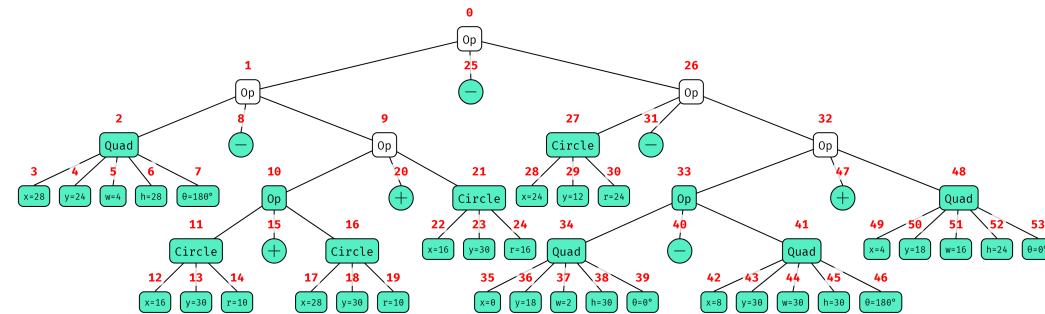 0
Op
1 25 26
Op − Op
2 8 9 27 31 32
Quad − Op Circle − Op
3 4 5 6 7 10 20 21 28 29 30 33 47 48
x=28 y=24 w=4 h=28 θ=180° Op + Circle x=24 y=12 r=24 Op + Quad
11 15 16 22 23 24 34 40 41 49 50 51 52 53
Circle + Circle x=16 y=30 r=16 Quad − Quad x=4 y=18 w=16 h=24 θ=0°
12 13 14 17 18 19 35 36 37 38 39 42 43 44 45 46
x=16 y=30 r=10 x=28 y=30 r=10 x=0 y=18 w=2 h=30 θ=0° x=8 y=30 w=30 h=30 θ=180°